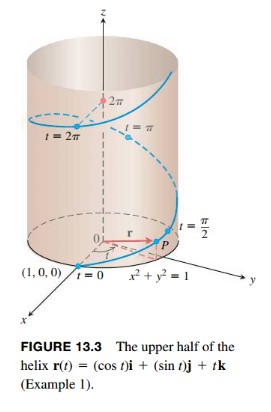 z
2π
t = π
t = 2π
t = π/2
0
r
P
t
(1, 0, 0)
t = 0
x² + y² = 1
y
x
FIGURE 13.3 The upper half of the
helix r(t) = (cos t)i + (sin t)j + tk
(Example 1).